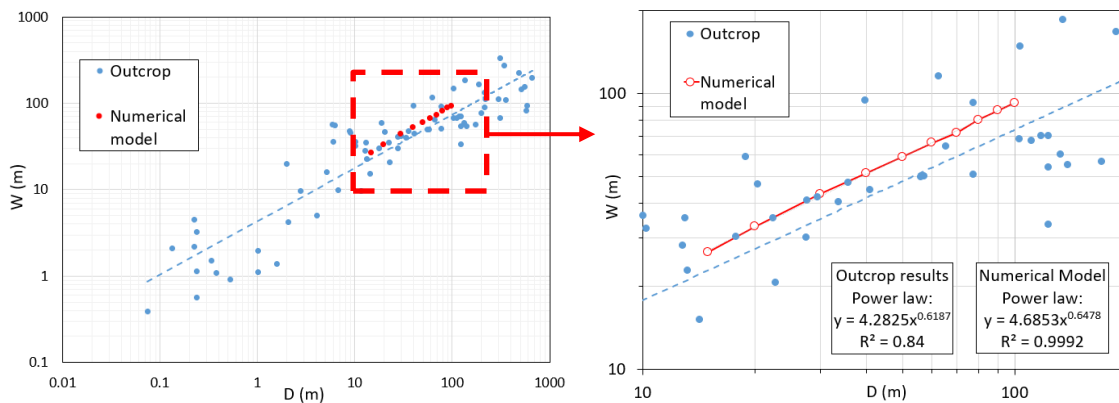 1000
100
10
1
0.1
W (m)
Outcrop
Numerical
model
0.01
0.1
1
10
100
1000
D (m)
100
10
W (m)
Outcrop
Numerical
model
Outcrop results
Power law:
y = 4.2825x^0.6187
R² = 0.84
Numerical Model
Power law:
y = 4.6853x^0.6478
R² = 0.9992
10
100
D (m)